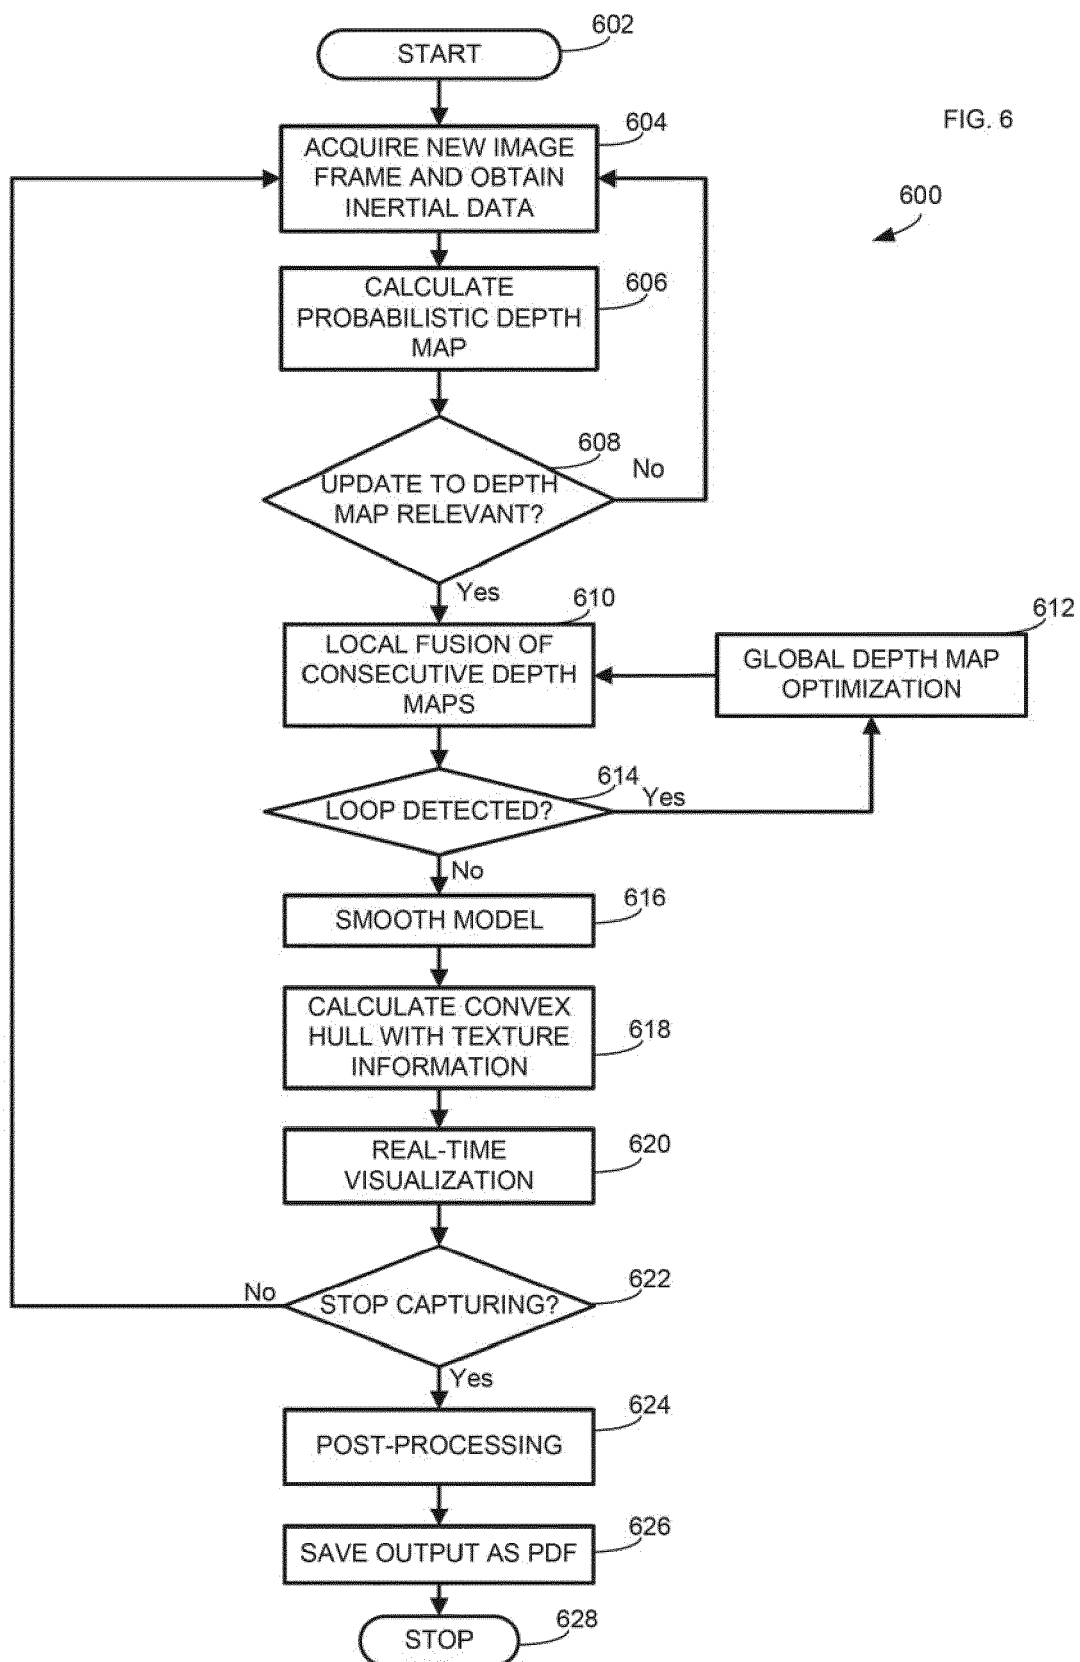 602
START
604
FIG. 6
ACQUIRE NEW IMAGE
FRAME AND OBTAIN
INERTIAL DATA
600
CALCULATE
PROBABILISTIC DEPTH
MAP
606
608
No
UPDATE TO DEPTH
MAP RELEVANT?
Yes
610
612
LOCAL FUSION OF
CONSECUTIVE DEPTH
MAPS
GLOBAL DEPTH MAP
OPTIMIZATION
614
LOOP DETECTED?
Yes
No
616
SMOOTH MODEL
CALCULATE CONVEX
HULL WITH TEXTURE
INFORMATION
618
REAL-TIME
VISUALIZATION
620
No
STOP CAPTURING?
622
Yes
624
POST-PROCESSING
626
SAVE OUTPUT AS PDF
STOP
628